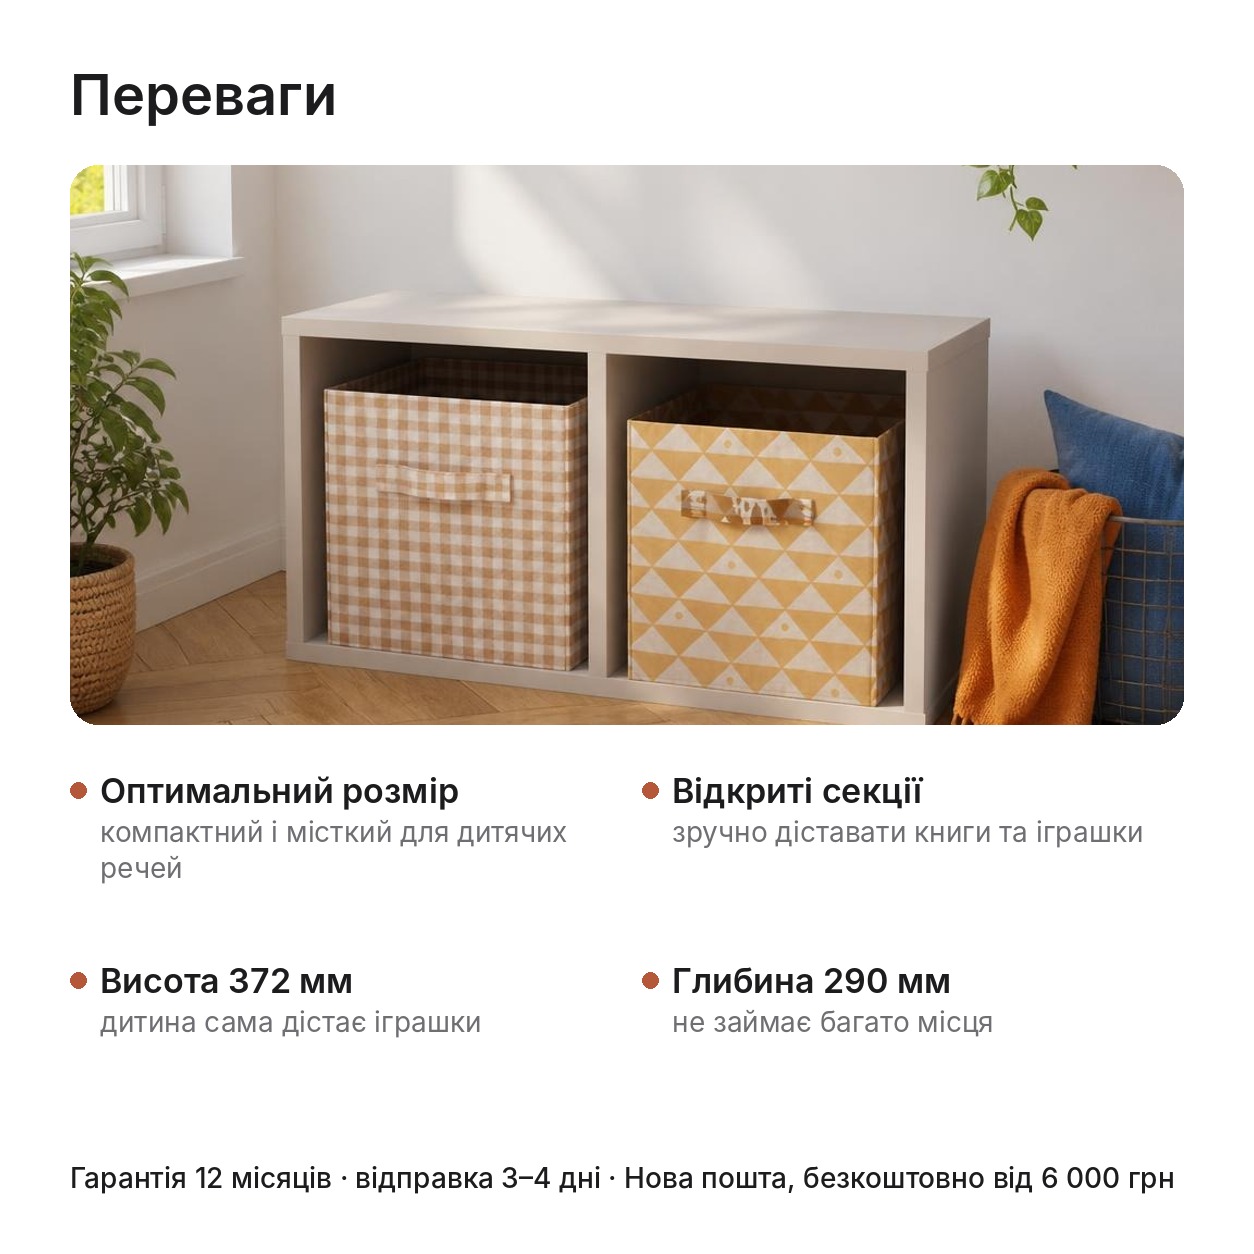 Переваги
Оптимальний розмір
компактний і місткий для дитячих
речей
Відкриті секції
зручно діставати книги та іграшки
Висота 372 мм
дитина сама дістає іграшки
Глибина 290 мм
не займає багато місця
Гарантія 12 місяців · відправка 3–4 дні · Нова пошта, безкоштовно від 6 000 грн